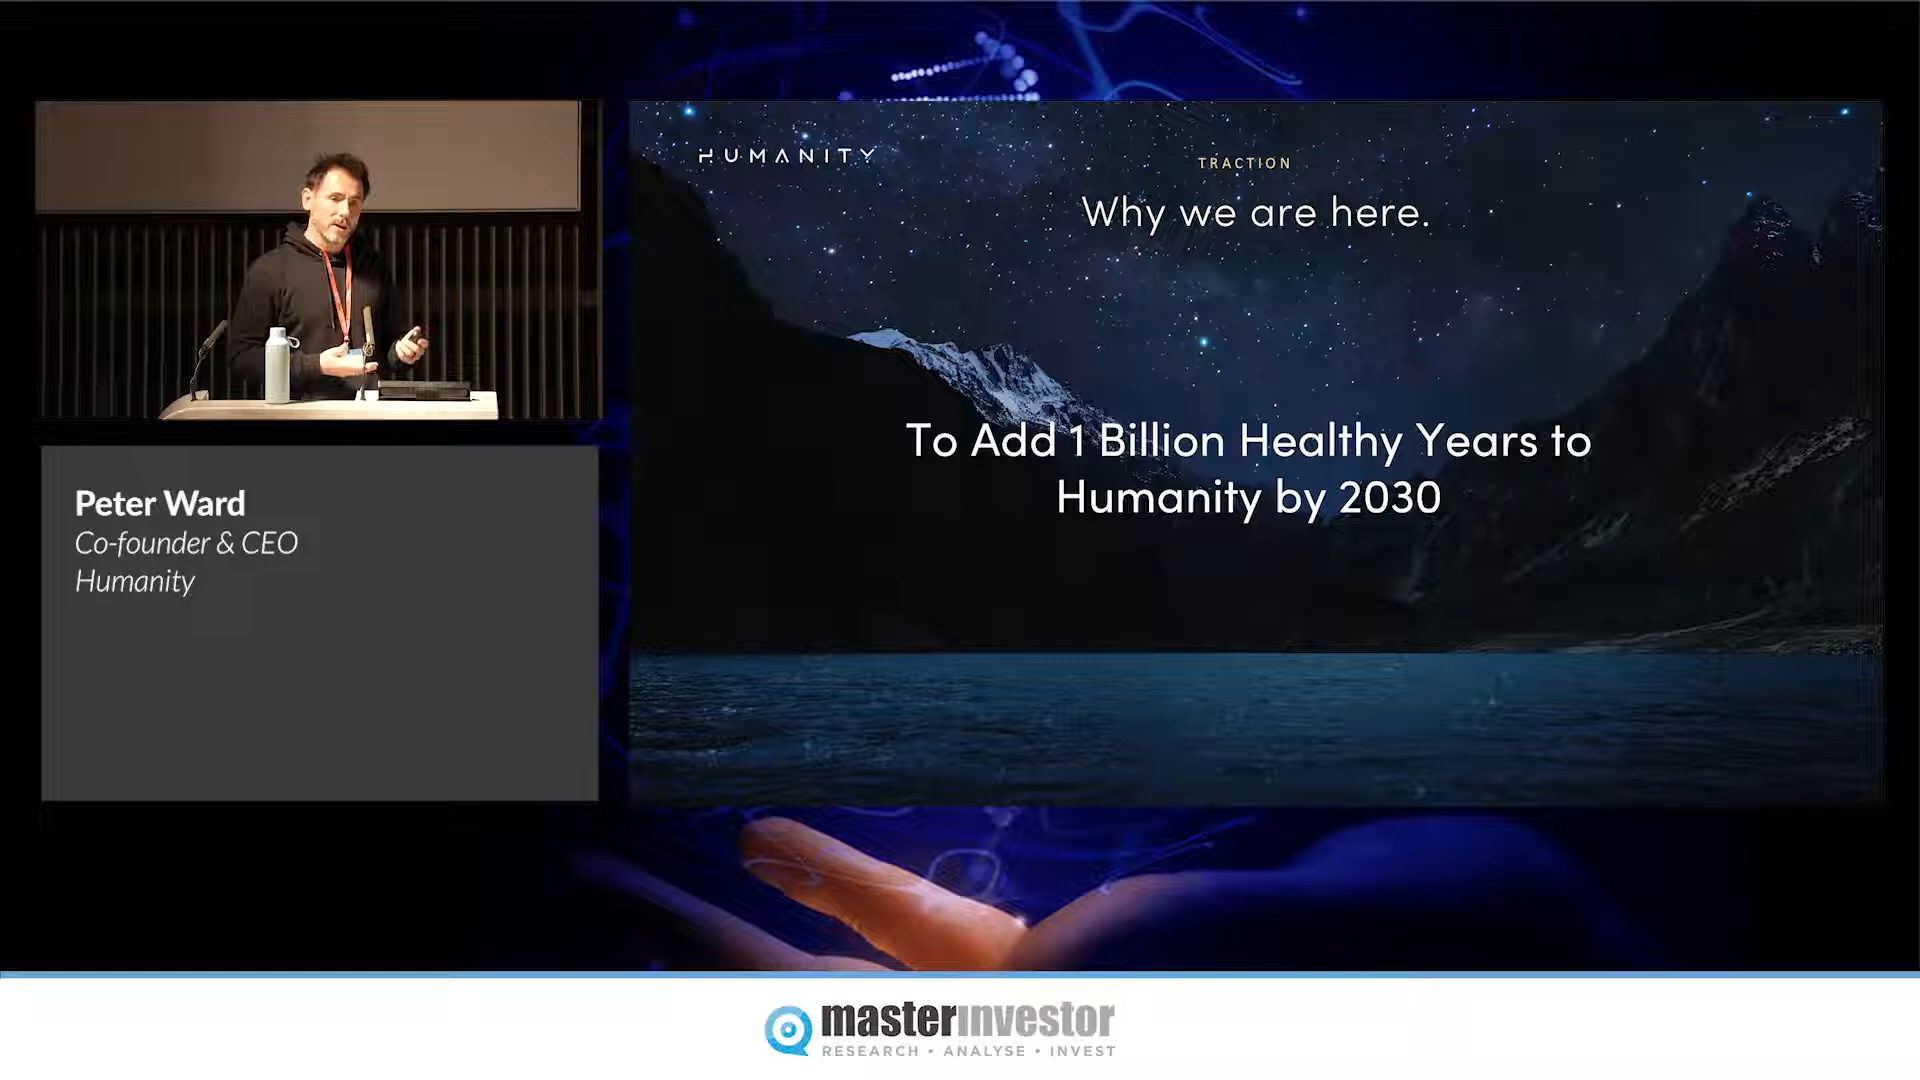 HUMANITY
TRACTION
Why we are here.
To Add 1 Billion Healthy Years to
Humanity by 2030
Peter Ward
Co-founder & CEO
Humanity
masterinvestor
RESEARCH • ANALYSE • INVEST